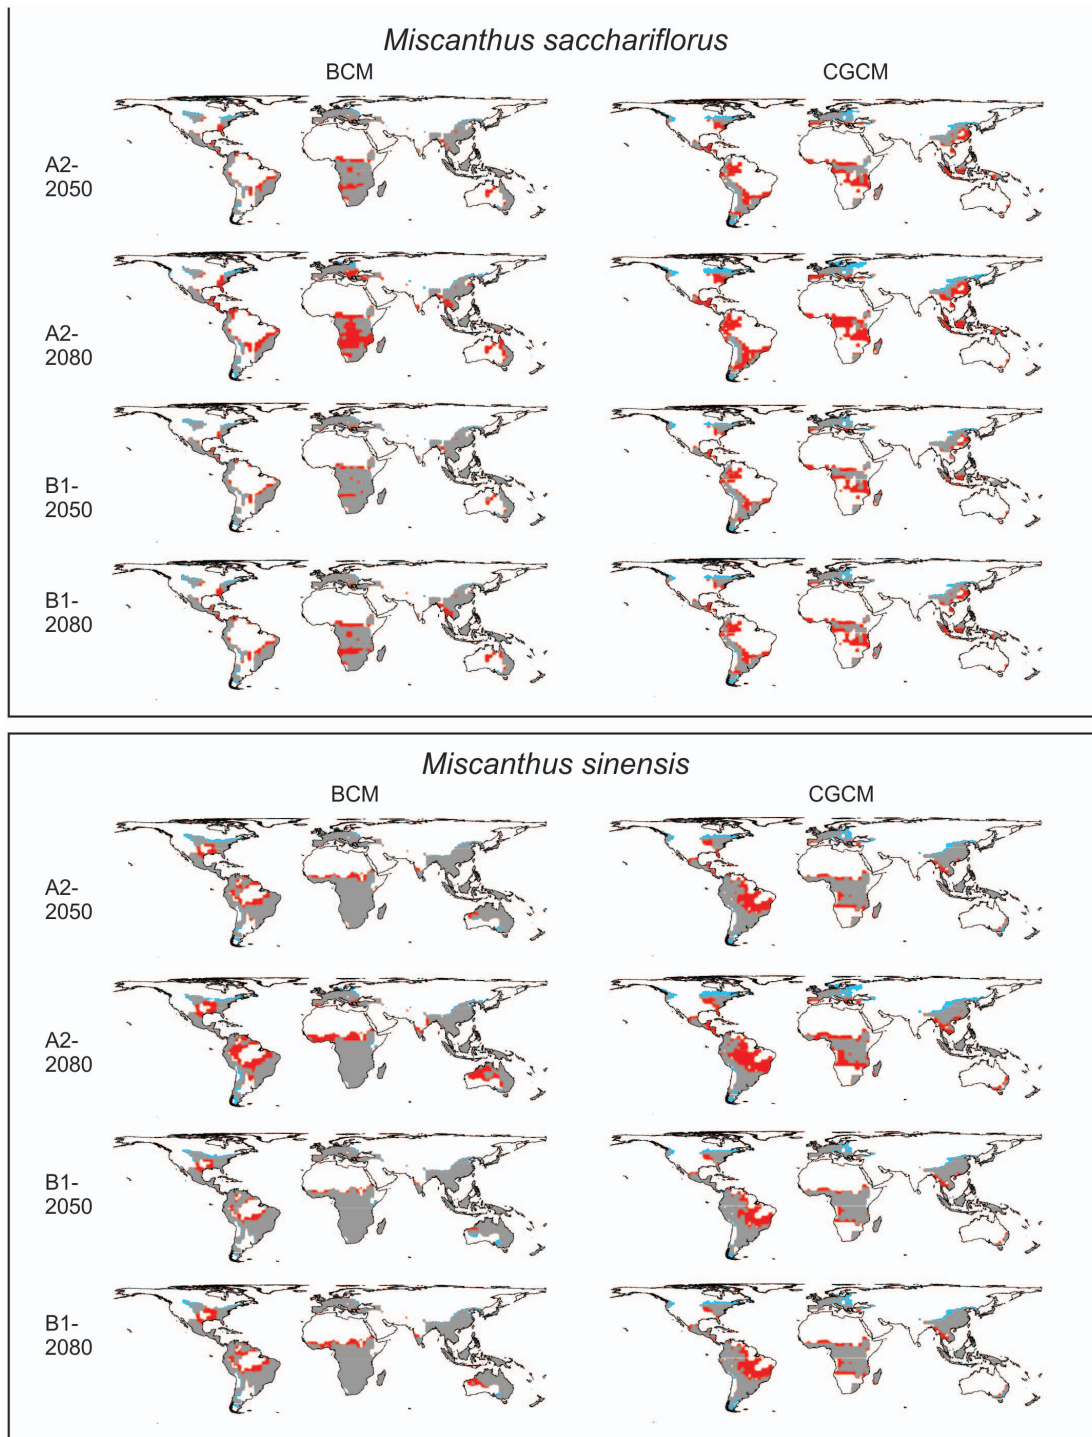 Miscanthus sacchariflorus
BCM CGCM
A2-
2050
A2-
2080
B1-
2050
B1-
2080
Miscanthus sinensis
BCM CGCM
A2-
2050
A2-
2080
B1-
2050
B1-
2080